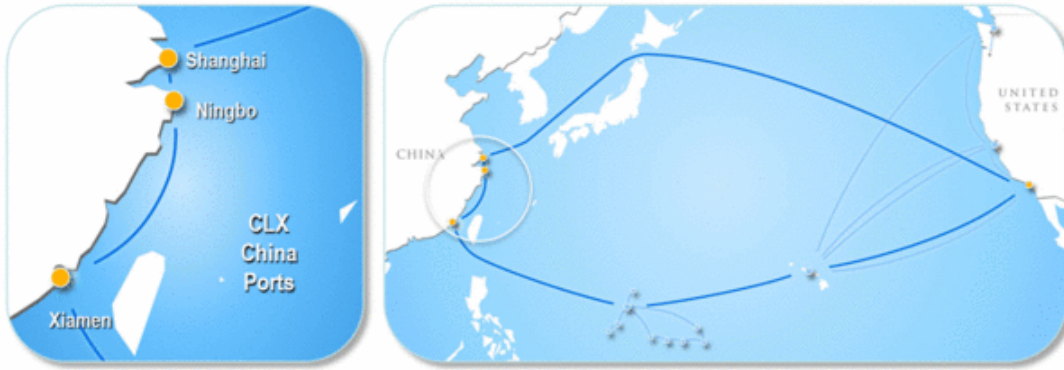 Shanghai
Ningbo
CLX
China
Ports
Xiamen
CHINA
UNITED
STATES